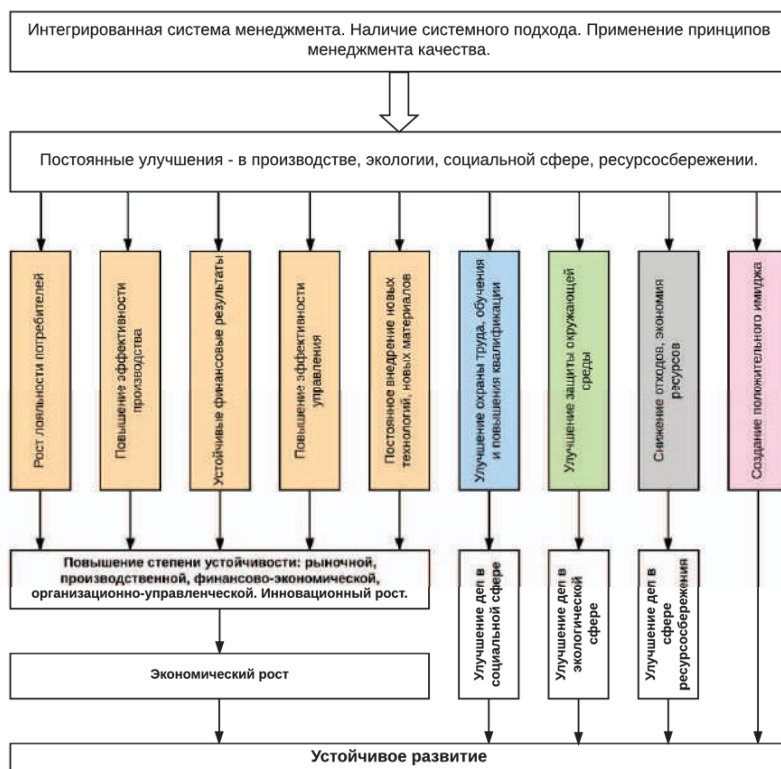 Интегрированная система менеджмента. Наличие системного подхода. Применение принципов
менеджмента качества.
Постоянные улучшения - в производстве, экологии, социальной сфере, ресурсосбережении.
Рост лояльности потребителей
Повышение эффективности
производства
Устойчивые финансовые результаты
Повышение эффективности
управления
Постоянное внедрение новых
технологий, новых материалов
Улучшение охраны труда, обучения
и повышения квалификации
Улучшение защиты окружающей
среды
Снижение отходов, экономия
ресурсов
Создание положительного имиджа
Повышение степени устойчивости: рыночной,
производственной, финансово-экономической,
организационно-управленческой. Инновационный рост.
Улучшение дел в
социальной сфере
Улучшение дел в
экологической
сфере
Улучшение дел в
сфере
ресурсосбережения
Экономический рост
Устойчивое развитие